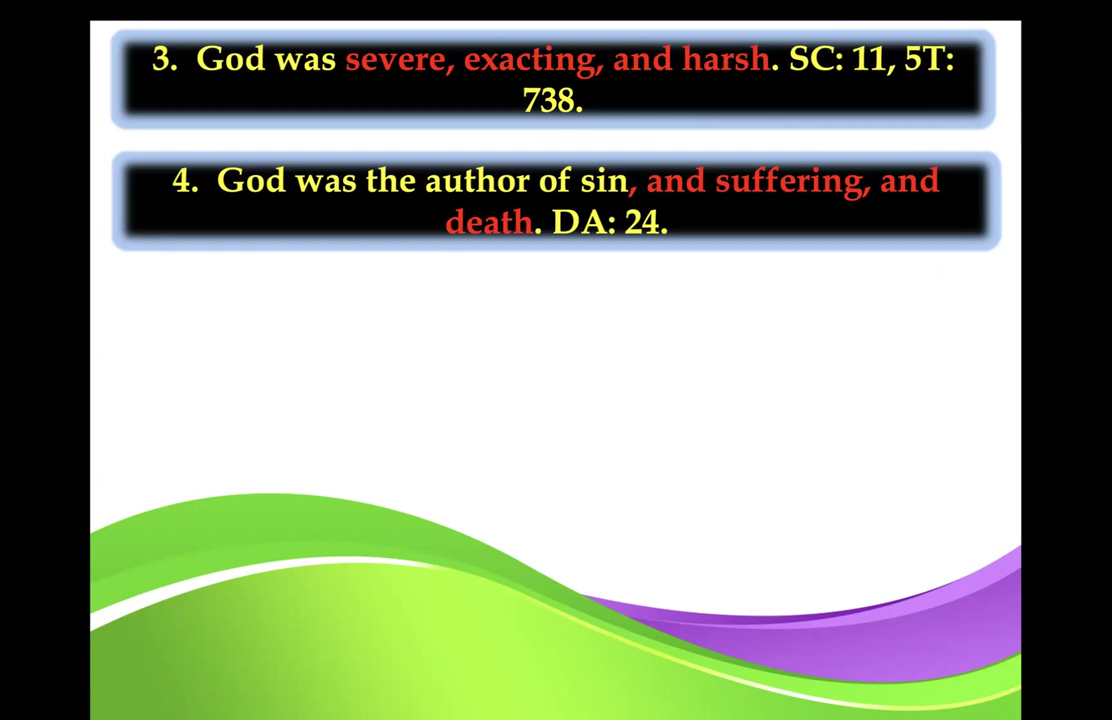 3. God was severe, exacting, and harsh. SC: 11, 5T:
738.
4. God was the author of sin, and suffering, and
death. DA: 24.